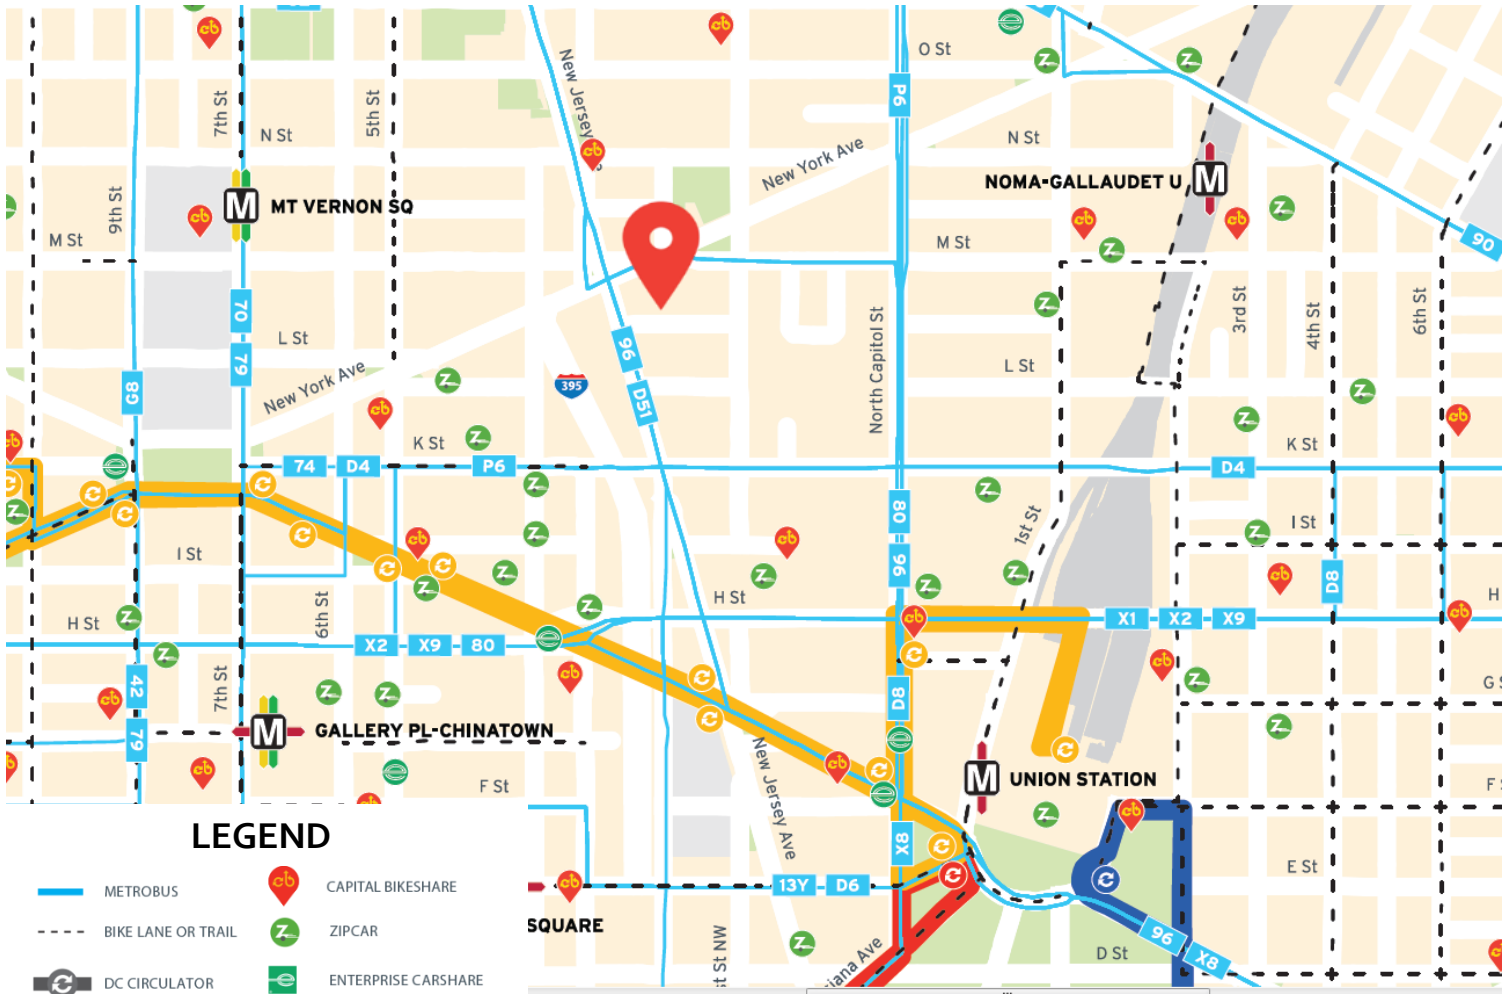 O St
P6
New Jersey
7th St
5th St
N St
N St
New York Ave
NOMA-GALLAUDET U
M
M
MT VERNON SQ
9th St
M St
M St
90
70
79
L St
96
D51
North Capitol St
3rd St
4th St
6th St
L St
395
New York Ave
G8
K St
K St
74
D4
P6
D4
80
96
1st St
I St
I St
D8
6th St
H St
H St
H
X1
X2
X9
X2
X9
80
42
79
7th St
D8
G S
M
GALLERY PL-CHINATOWN
New Jersey Ave
M
UNION STATION
F St
F
X8
E St
13Y
D6
SQUARE
st St NW
iana Ave
D St
96
X8
LEGEND
METROBUS
CAPITAL BIKESHARE
BIKE LANE OR TRAIL
ZIPCAR
DC CIRCULATOR
ENTERPRISE CARSHARE